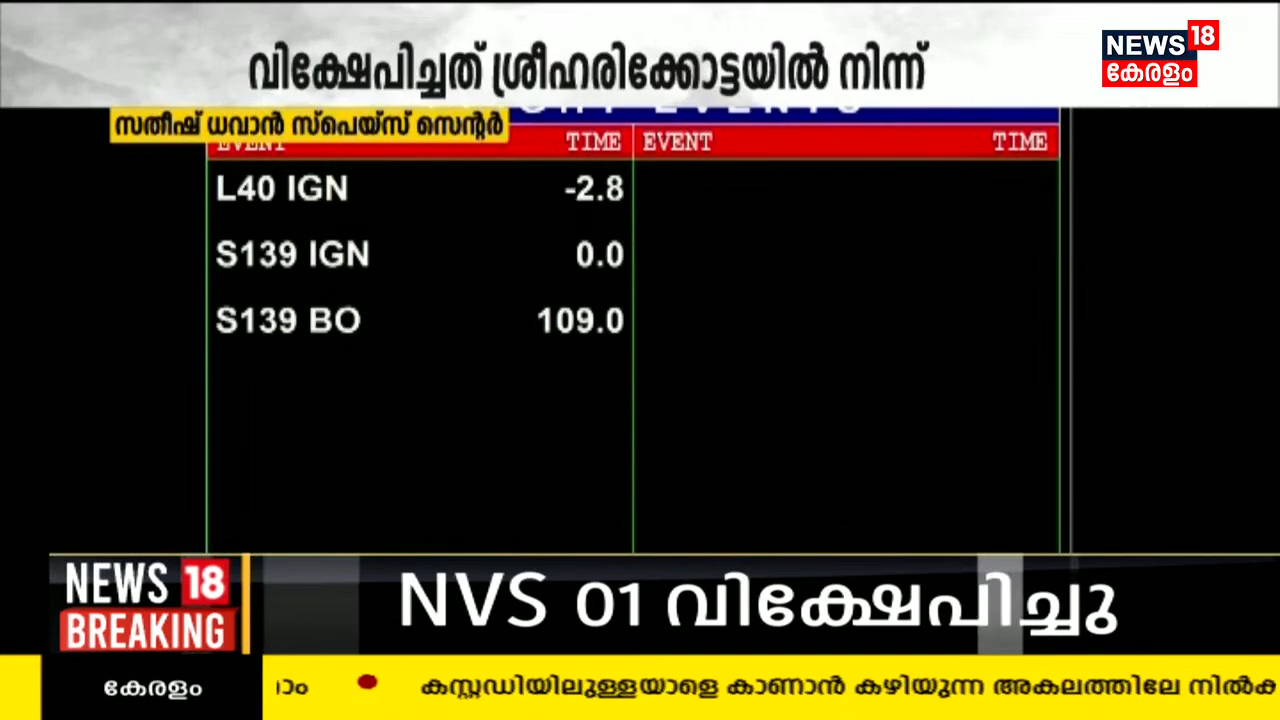 വിക്ഷേപിച്ചത് ശ്രീഹരിക്കോട്ടയിൽ നിന്ന്
NEWS 18
കേരളം
സതീഷ് ധവാൻ സ്പെയ്സ് സെന്റർ
EVENT TIME EVENT TIME
L40 IGN -2.8
S139 IGN 0.0
S139 BO 109.0
NEWS 18
BREAKING
NVS 01 വിക്ഷേപിച്ചു
കേരളം
കസ്റ്റഡിയിലുള്ളയാളെ കാണാൻ കഴിയുന്ന അകലത്തിലേ